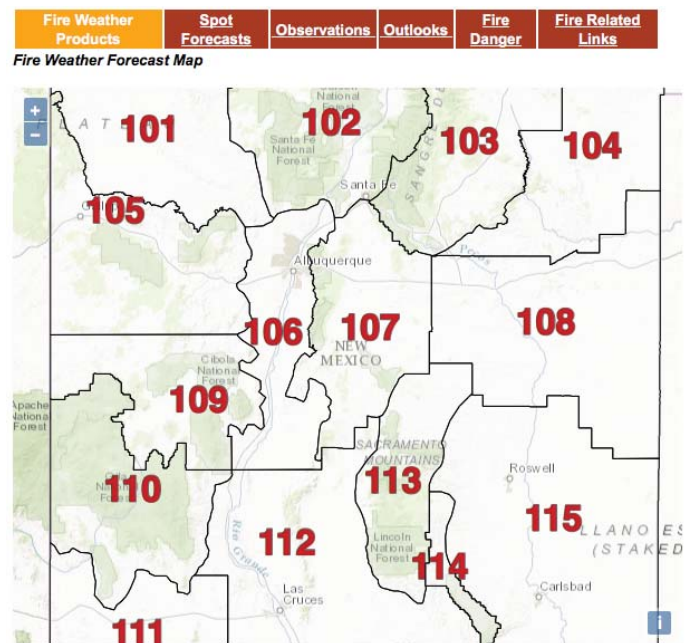 Fire Weather Products
Spot Forecasts
Observations
Outlooks
Fire Danger
Fire Related Links
Fire Weather Forecast Map
+
−
National
Forest
101
102
103
104
Santa Fe
National
Forest
Santa Fe
105
Pecos
Albuquerque
106
107
108
NEW
MEXICO
Cibola
National
Forest
109
Apache
National
Forest
SACRAMENTO
MOUNTAINS
Roswell
110
113
115
LLANO ES
(STAKED
112
Rio Grande
Lincoln
National
Forest
114
Las
Cruces
Carlsbad
111
i